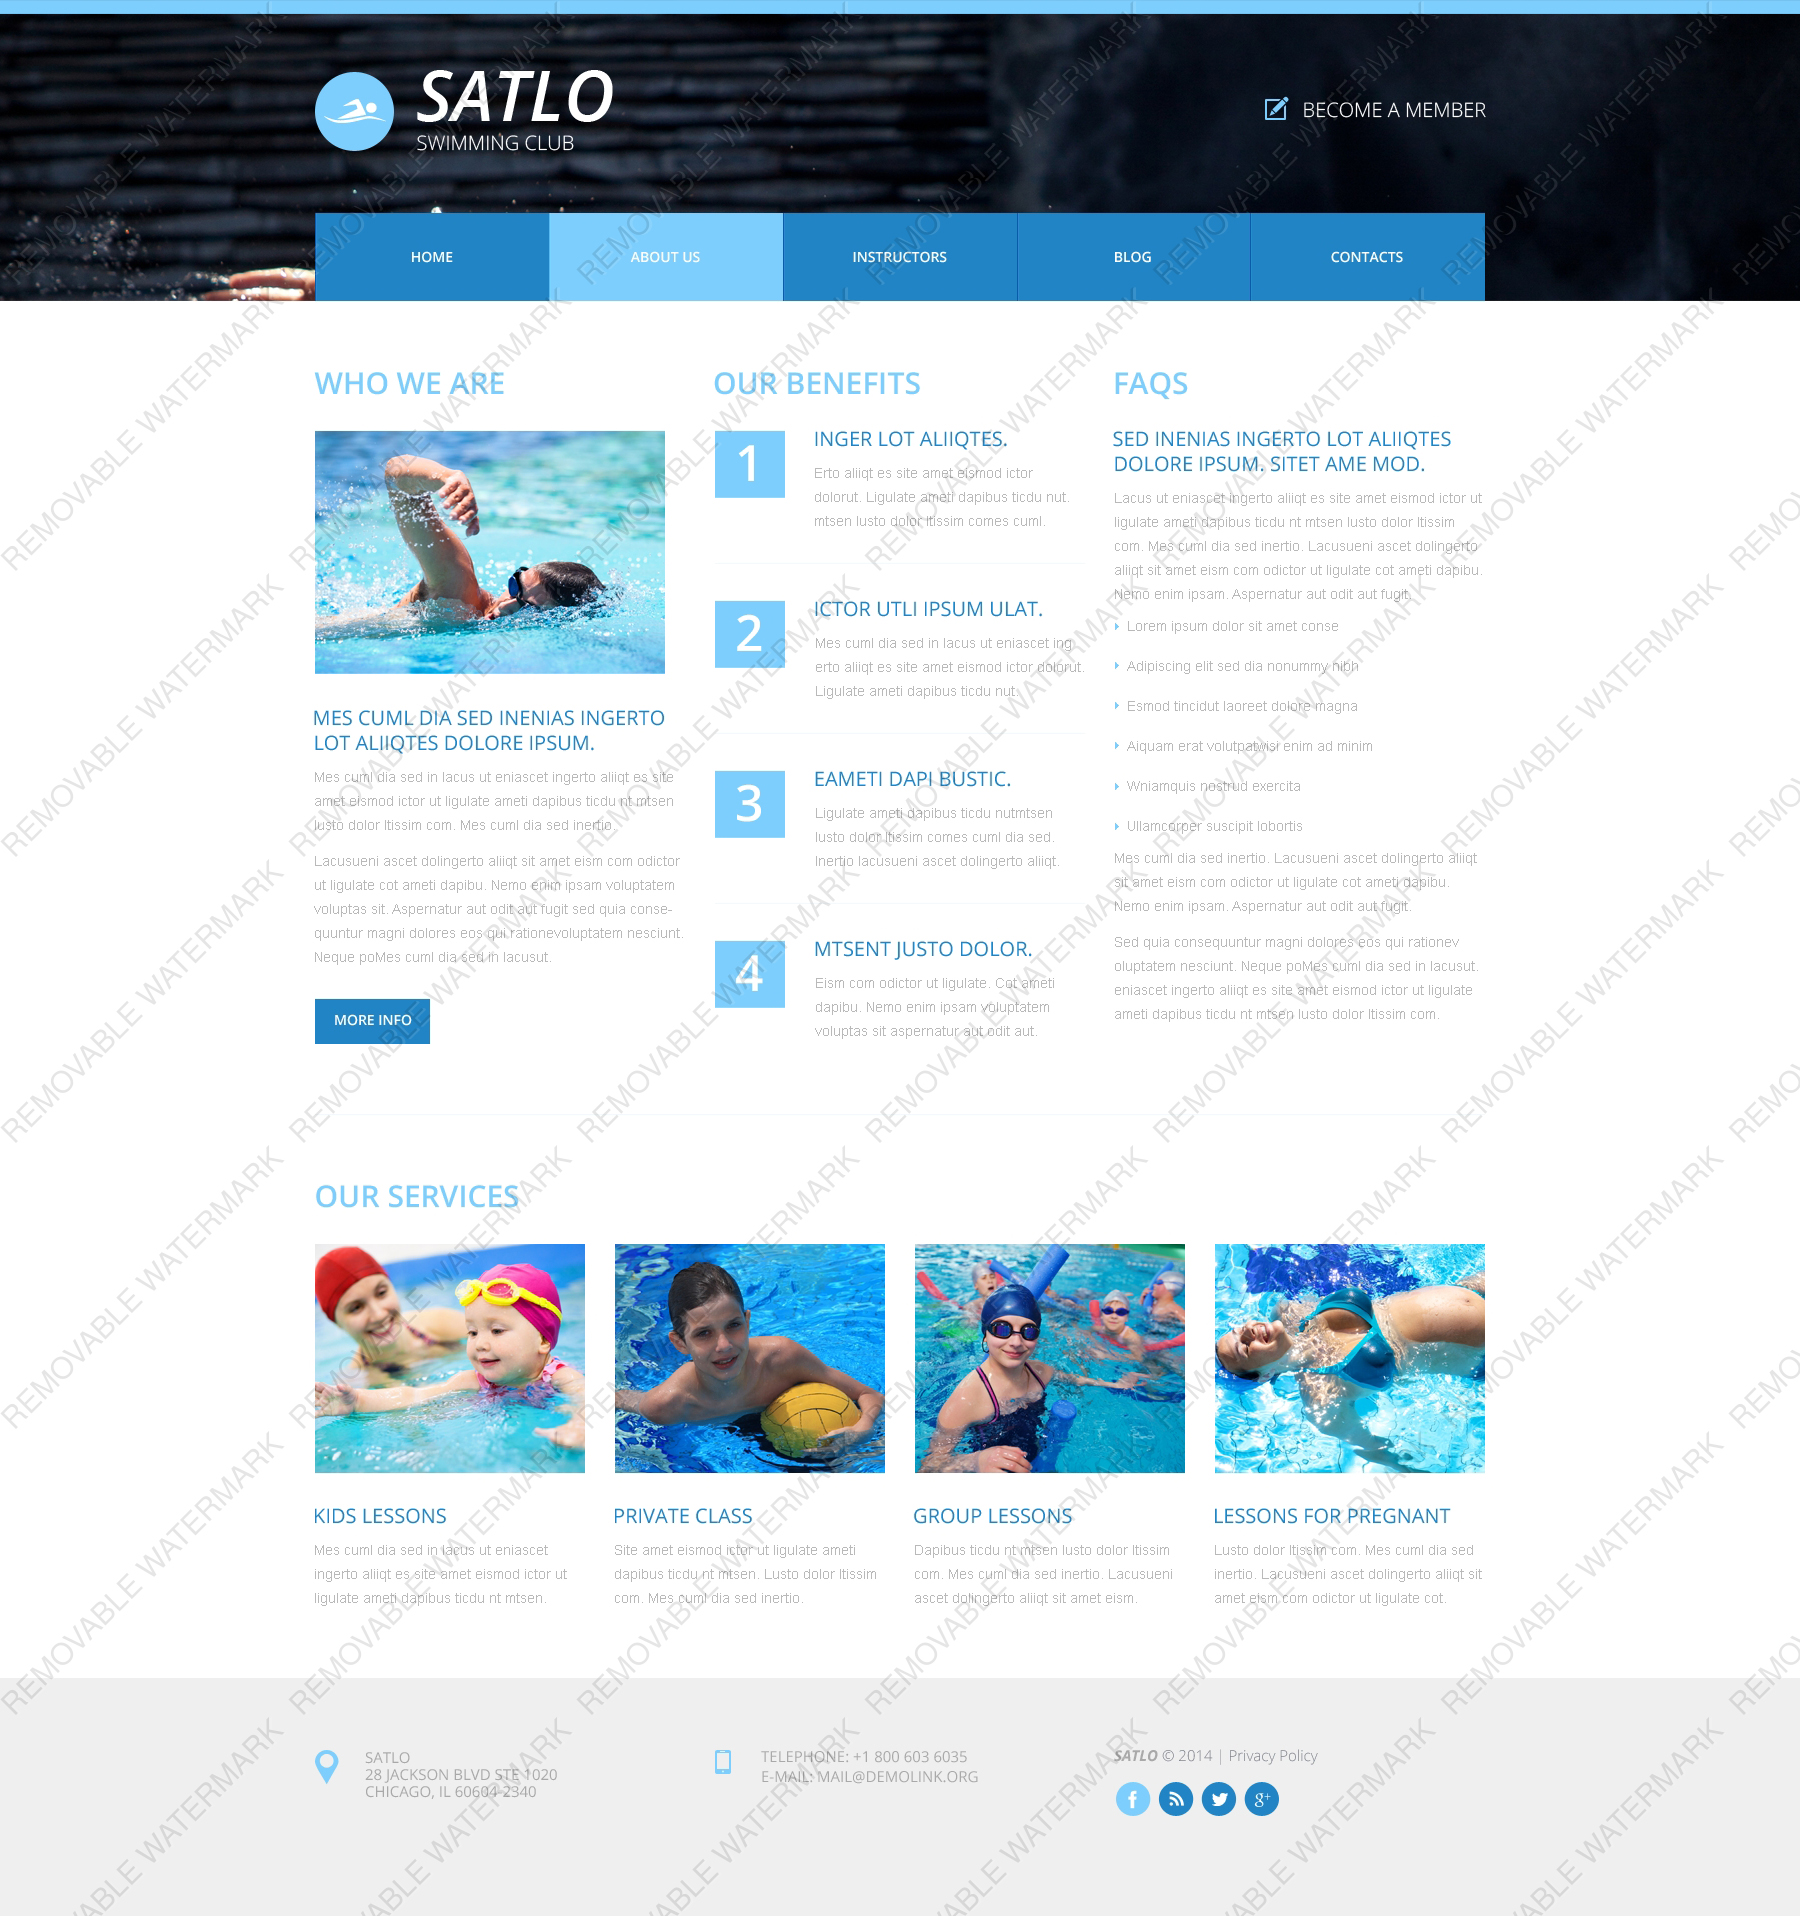 SATLO
SWIMMING CLUB
BECOME A MEMBER
HOME
ABOUT US
INSTRUCTORS
BLOG
CONTACTS
WHO WE ARE
MES CUML DIA SED INENIAS INGERTO
LOT ALIIQTES DOLORE IPSUM.
Mes cuml dia sed in lacus ut eniascet ingerto aliiqt es site
amet eismod ictor ut ligulate ameti dapibus ticdu nt mtsen
lusto dolor ltissim com. Mes cuml dia sed inertio.
Lacusueni ascet dolingerto aliiqt sit amet eism com odictor
ut ligulate cot ameti dapibu. Nemo enim ipsam voluptatem
voluptas sit. Aspernatur aut odit aut fugit sed quia conse-
quuntur magni dolores eos qui rationevoluptatem nesciunt.
Neque poMes cuml dia sed in lacusut.
MORE INFO
OUR BENEFITS
1
INGER LOT ALIIQTES.
Erto aliiqt es site amet eismod ictor
dolorut. Ligulate ameti dapibus ticdu nut.
mtsen lusto dolor ltissim comes cuml.
2
ICTOR UTLI IPSUM ULAT.
Mes cuml dia sed in lacus ut eniascet ing
erto aliiqt es site amet eismod ictor dolorut.
Ligulate ameti dapibus ticdu nut.
3
EAMETI DAPI BUSTIC.
Ligulate ameti dapibus ticdu nutmtsen
lusto dolor ltissim comes cuml dia sed.
Inertio lacusueni ascet dolingerto aliiqt.
4
MTSENT JUSTO DOLOR.
Eism com odictor ut ligulate. Cot ameti
dapibu. Nemo enim ipsam voluptatem
voluptas sit aspernatur aut odit aut.
FAQS
SED INENIAS INGERTO LOT ALIIQTES
DOLORE IPSUM. SITET AME MOD.
Lacus ut eniascet ingerto aliiqt es site amet eismod ictor ut
ligulate ameti dapibus ticdu nt mtsen lusto dolor ltissim
com. Mes cuml dia sed inertio. Lacusueni ascet dolingerto
aliiqt sit amet eism com odictor ut ligulate cot ameti dapibu.
Nemo enim ipsam. Aspernatur aut odit aut fugit.
Lorem ipsum dolor sit amet conse
Adipiscing elit sed dia nonummy nibh
Esmod tincidut laoreet dolore magna
Aiquam erat volutpatwisi enim ad minim
Wniamquis nostrud exercita
Ullamcorper suscipit lobortis
Mes cuml dia sed inertio. Lacusueni ascet dolingerto aliiqt
sit amet eism com odictor ut ligulate cot ameti dapibu.
Nemo enim ipsam. Aspernatur aut odit aut fugit.
Sed quia consequuntur magni dolores eos qui rationev
oluptatem nesciunt. Neque poMes cuml dia sed in lacusut.
eniascet ingerto aliiqt es site amet eismod ictor ut ligulate
ameti dapibus ticdu nt mtsen lusto dolor ltissim com.
OUR SERVICES
KIDS LESSONS
Mes cuml dia sed in lacus ut eniascet
ingerto aliiqt es site amet eismod ictor ut
ligulate ameti dapibus ticdu nt mtsen.
PRIVATE CLASS
Site amet eismod ictor ut ligulate ameti
dapibus ticdu nt mtsen. Lusto dolor ltissim
com. Mes cuml dia sed inertio.
GROUP LESSONS
Dapibus ticdu nt mtsen lusto dolor ltissim
com. Mes cuml dia sed inertio. Lacusueni
ascet dolingerto aliiqt sit amet eism.
LESSONS FOR PREGNANT
Lusto dolor ltissim com. Mes cuml dia sed
inertio. Lacusueni ascet dolingerto aliiqt sit
amet eism com odictor ut ligulate cot.
SATLO
28 JACKSON BLVD STE 1020
CHICAGO, IL 60604-2340
TELEPHONE: +1 800 603 6035
E-MAIL: MAIL@DEMOLINK.ORG
SATLO © 2014 | Privacy Policy
REMOVABLE WATERMARK